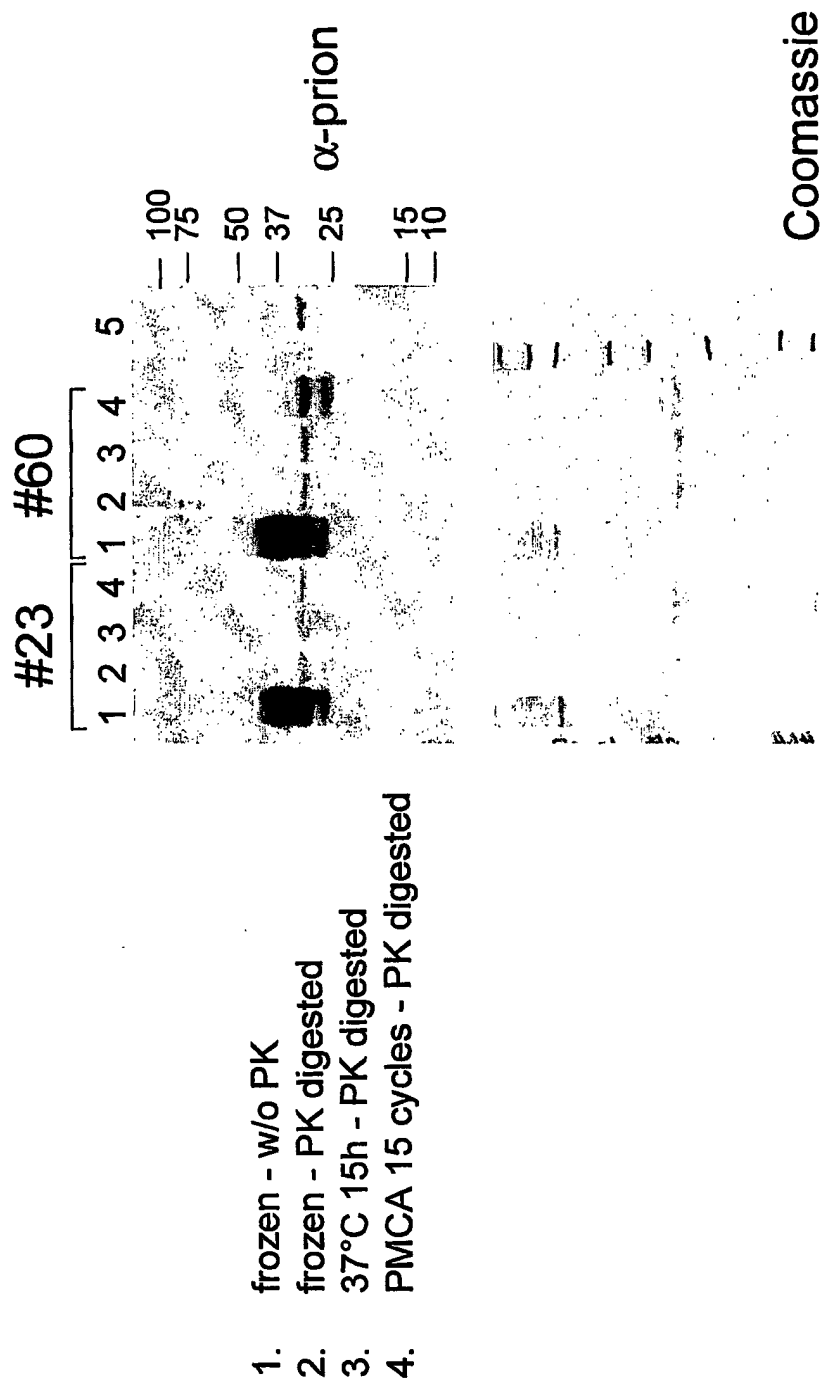 #23 #60
1 2 3 4 1 2 3 4 5
100
75
50
37
25
15
10
α-prion
Coomassie
1. frozen - w/o PK
2. frozen - PK digested
3. 37°C 15h - PK digested
4. PMCA 15 cycles - PK digested